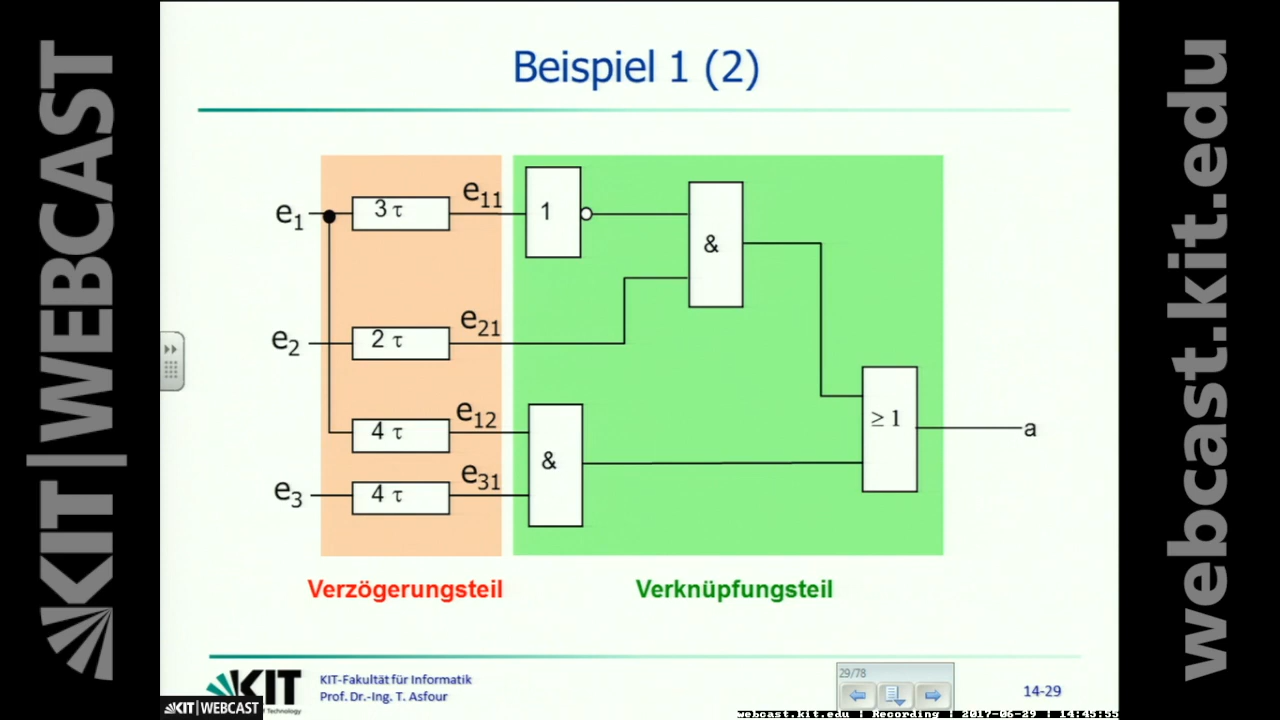 Beispiel 1 (2)
e1
3 τ
e11
1
&
e2
2 τ
e21
4 τ
e12
&
≥ 1
a
e3
4 τ
e31
Verzögerungsteil
Verknüpfungsteil
KIT
KIT-Fakultät für Informatik
Prof. Dr.-Ing. T. Asfour
29/78
14-29
KIT|WEBCAST
webcast.kit.edu | Recording | 2017-06-29 | 14:45:55
KIT|WEBCAST
webcast.kit.edu